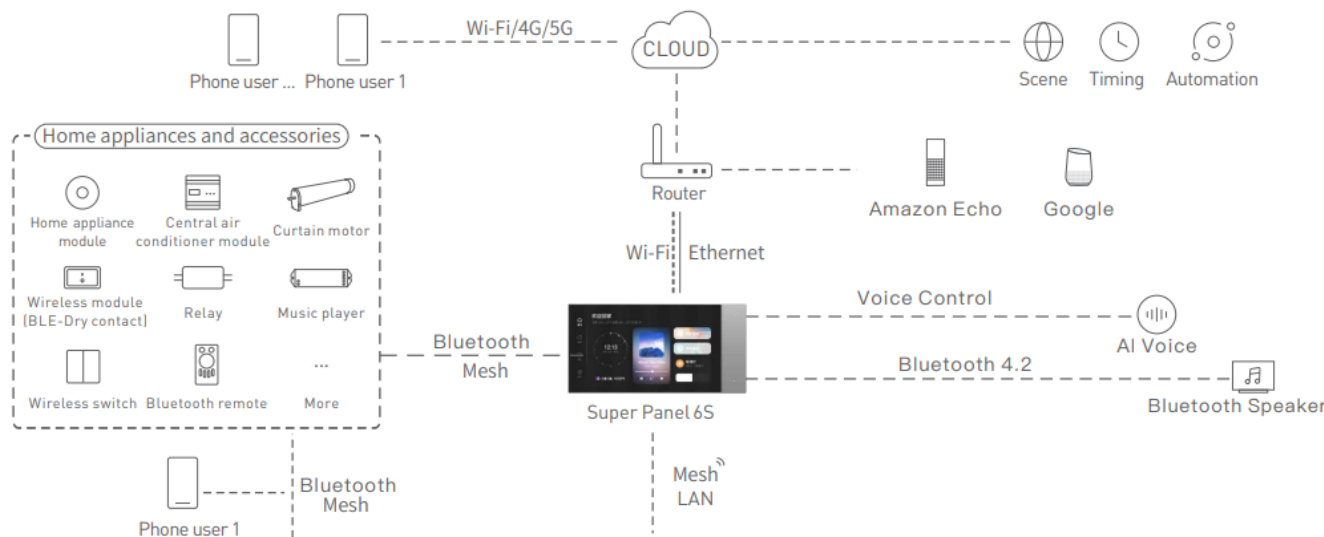 Wi-Fi/4G/5G
CLOUD
Phone user ...
Phone user 1
Scene
Timing
Automation
Home appliances and accessories
Router
Amazon Echo
Google
Home appliance
module
Central air
conditioner module
Curtain motor
Wi-Fi
Ethernet
Wireless module
(BLE-Dry contact)
Relay
Music player
Voice Control
AI Voice
Bluetooth
Mesh
Bluetooth 4.2
...
Wireless switch
Bluetooth remote
More
Super Panel 6S
Bluetooth Speaker
Mesh
LAN
Bluetooth
Mesh
Phone user 1